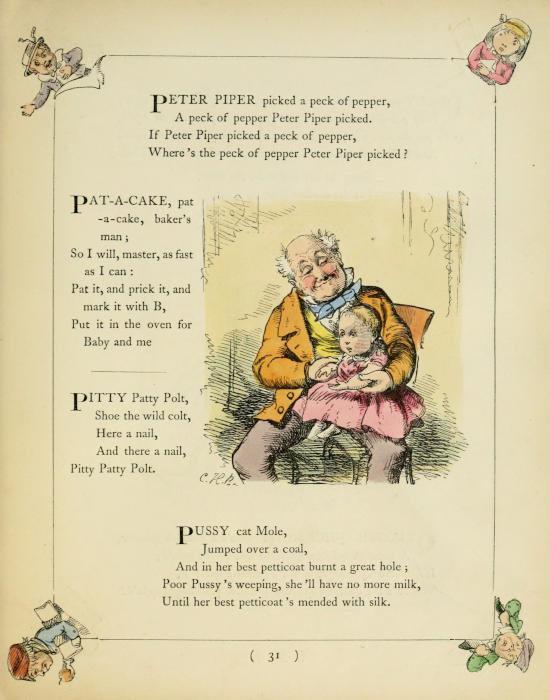 PETER PIPER picked a peck of pepper,
A peck of pepper Peter Piper picked.
If Peter Piper picked a peck of pepper,
Where's the peck of pepper Peter Piper picked?
PAT-A-CAKE, pat
-a-cake, baker's
man;
So I will, master, as fast
as I can:
Pat it, and prick it, and
mark it with B,
Put it in the oven for
Baby and me
PITTY Patty Polt,
Shoe the wild colt,
Here a nail,
And there a nail,
Pitty Patty Polt.
PUSSY cat Mole,
Jumped over a coal,
And in her best petticoat burnt a great hole;
Poor Pussy's weeping, she'll have no more milk,
Until her best petticoat's mended with silk.
( 31 )